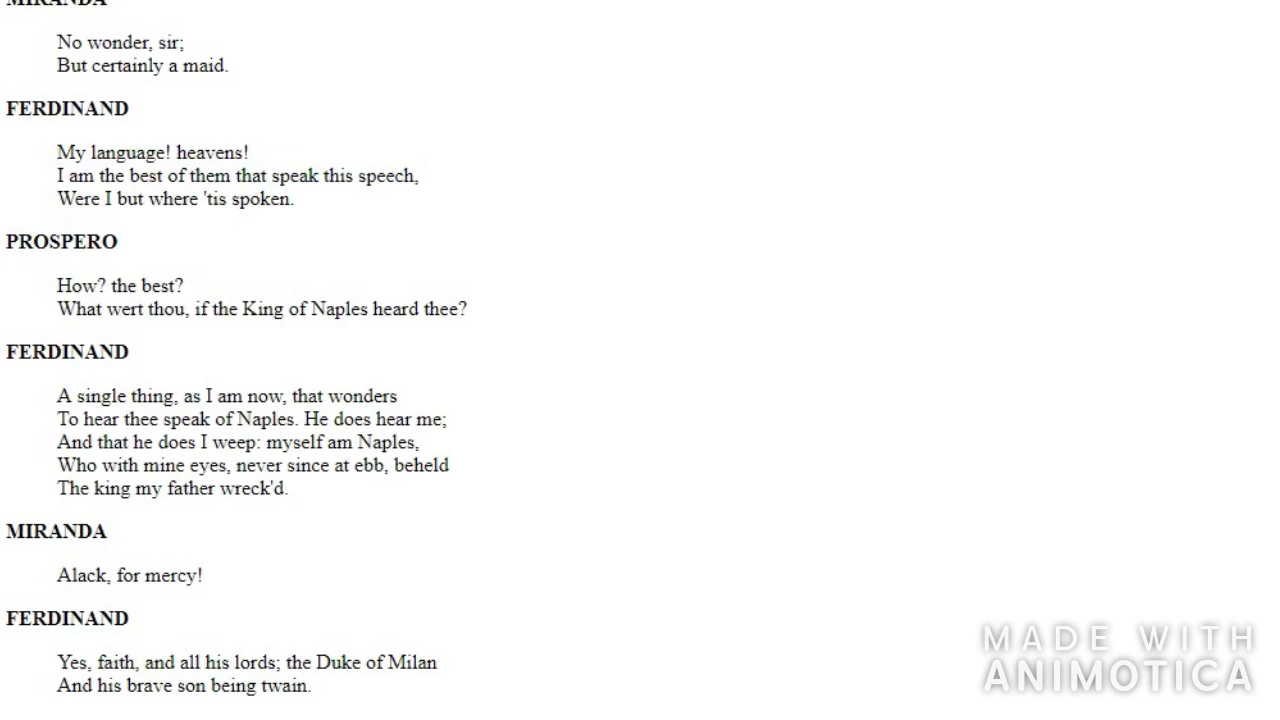 MIRANDA
No wonder, sir;
But certainly a maid.
FERDINAND
My language! heavens!
I am the best of them that speak this speech,
Were I but where 'tis spoken.
PROSPERO
How? the best?
What wert thou, if the King of Naples heard thee?
FERDINAND
A single thing, as I am now, that wonders
To hear thee speak of Naples. He does hear me;
And that he does I weep: myself am Naples,
Who with mine eyes, never since at ebb, beheld
The king my father wreck'd.
MIRANDA
Alack, for mercy!
FERDINAND
Yes, faith, and all his lords; the Duke of Milan
And his brave son being twain.
MADE WITH
ANIMOTICA